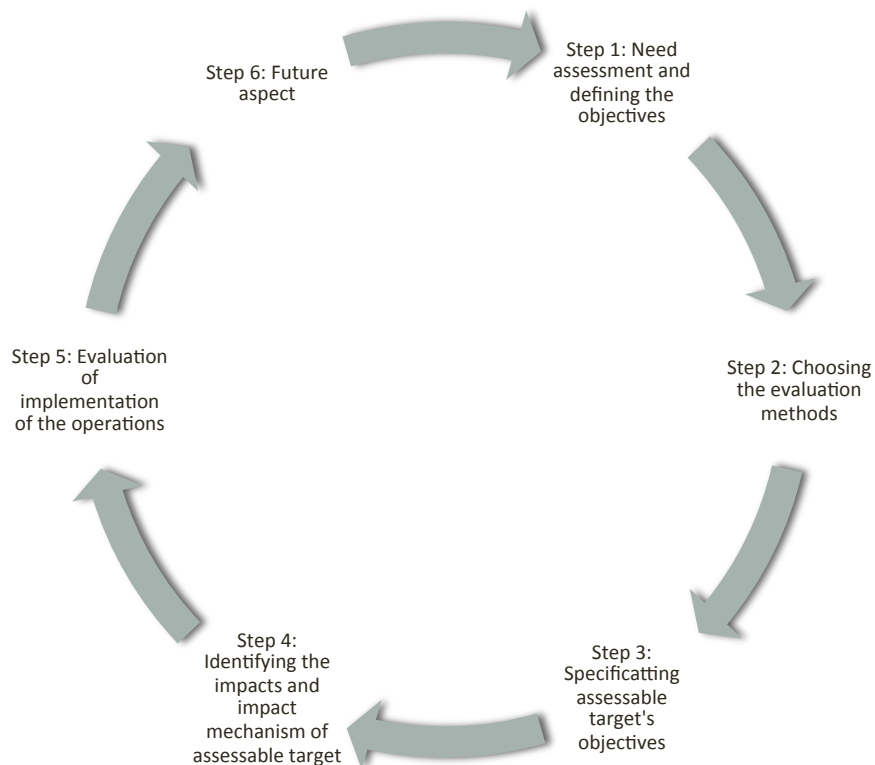 Step 1: Need
assessment and
defining the
objectives
Step 2: Choosing
the evaluation
methods
Step 3:
Specificatting
assessable
target's
objectives
Step 4:
Identifying the
impacts and
impact
mechanism of
assessable target
Step 5: Evaluation
of
implementation
of the operations
Step 6: Future
aspect